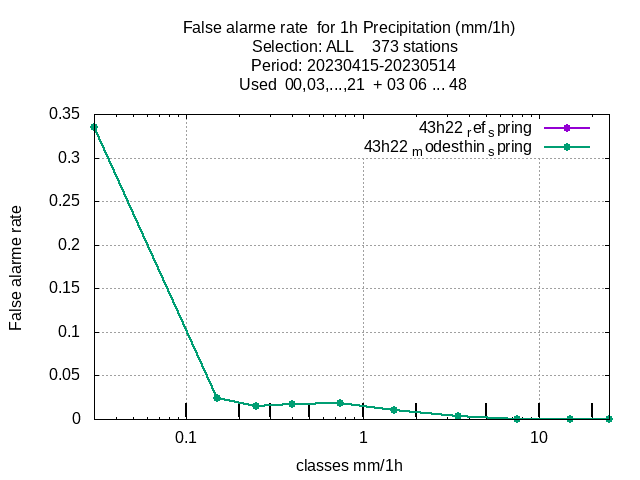 False alarme rate  for 1h Precipitation (mm/1h)
Selection: ALL    373 stations
Period: 20230415-20230514
Used  00,03,...,21  + 03 06 ... 48
43h22 ref spring
43h22 modesthin spring
False alarme rate
0.35
0.3
0.25
0.2
0.15
0.1
0.05
0
0.1
1
10
classes mm/1h